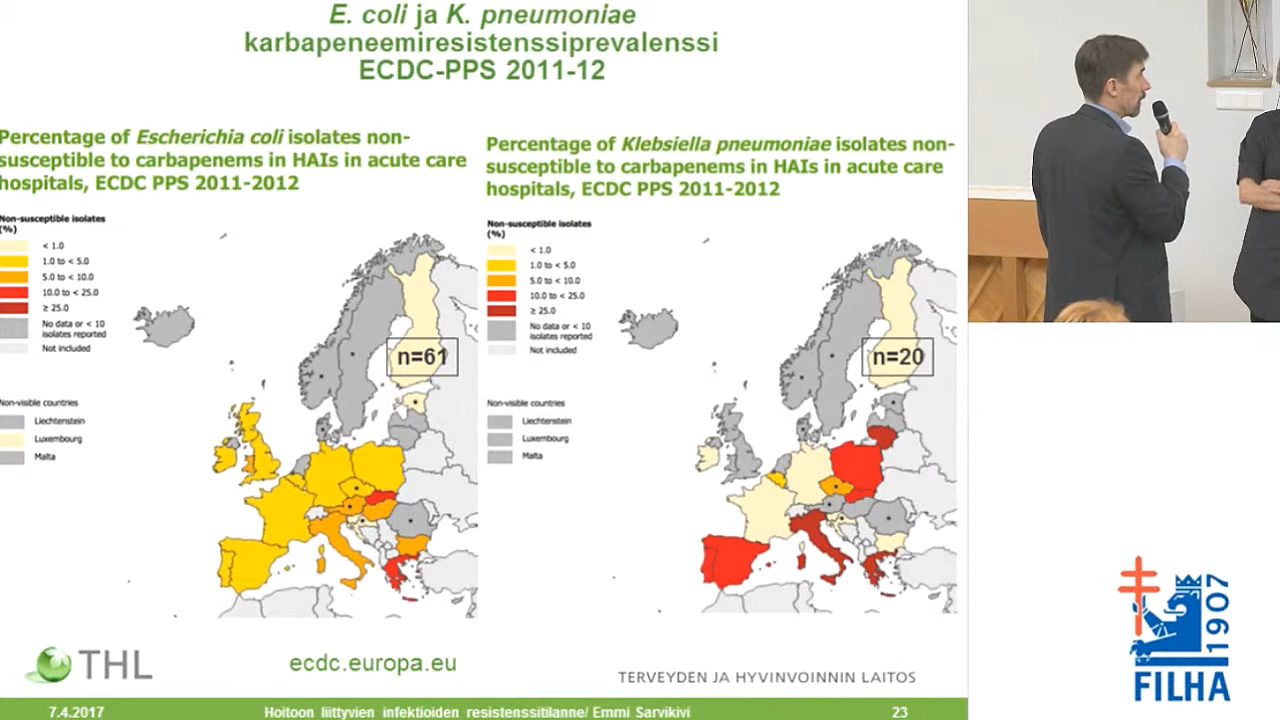 E. coli ja K. pneumoniae
karbapeneemiresistenssiprevalenssi
ECDC-PPS 2011-12
Percentage of Escherichia coli isolates non-
susceptible to carbapenems in HAIs in acute care
hospitals, ECDC PPS 2011-2012
Non-susceptible isolates
(%)
< 1.0
1.0 to < 5.0
5.0 to < 10.0
10.0 to < 25.0
≥ 25.0
No data or < 10
isolates reported
Not included
Non-visible countries
Liechtenstein
Luxembourg
Malta
n=61
Percentage of Klebsiella pneumoniae isolates non-
susceptible to carbapenems in HAIs in acute care
hospitals, ECDC PPS 2011-2012
Non-susceptible isolates
(%)
< 1.0
1.0 to < 5.0
5.0 to < 10.0
10.0 to < 25.0
≥ 25.0
No data or < 10
isolates reported
Not included
Non-visible countries
Liechtenstein
Luxembourg
Malta
n=20
THL
ecdc.europa.eu
TERVEYDEN JA HYVINVOINNIN LAITOS
7.4.2017
Hoitoon liittyvien infektioiden resistenssitilanne/ Emmi Sarvikivi
23
1907
FILHA